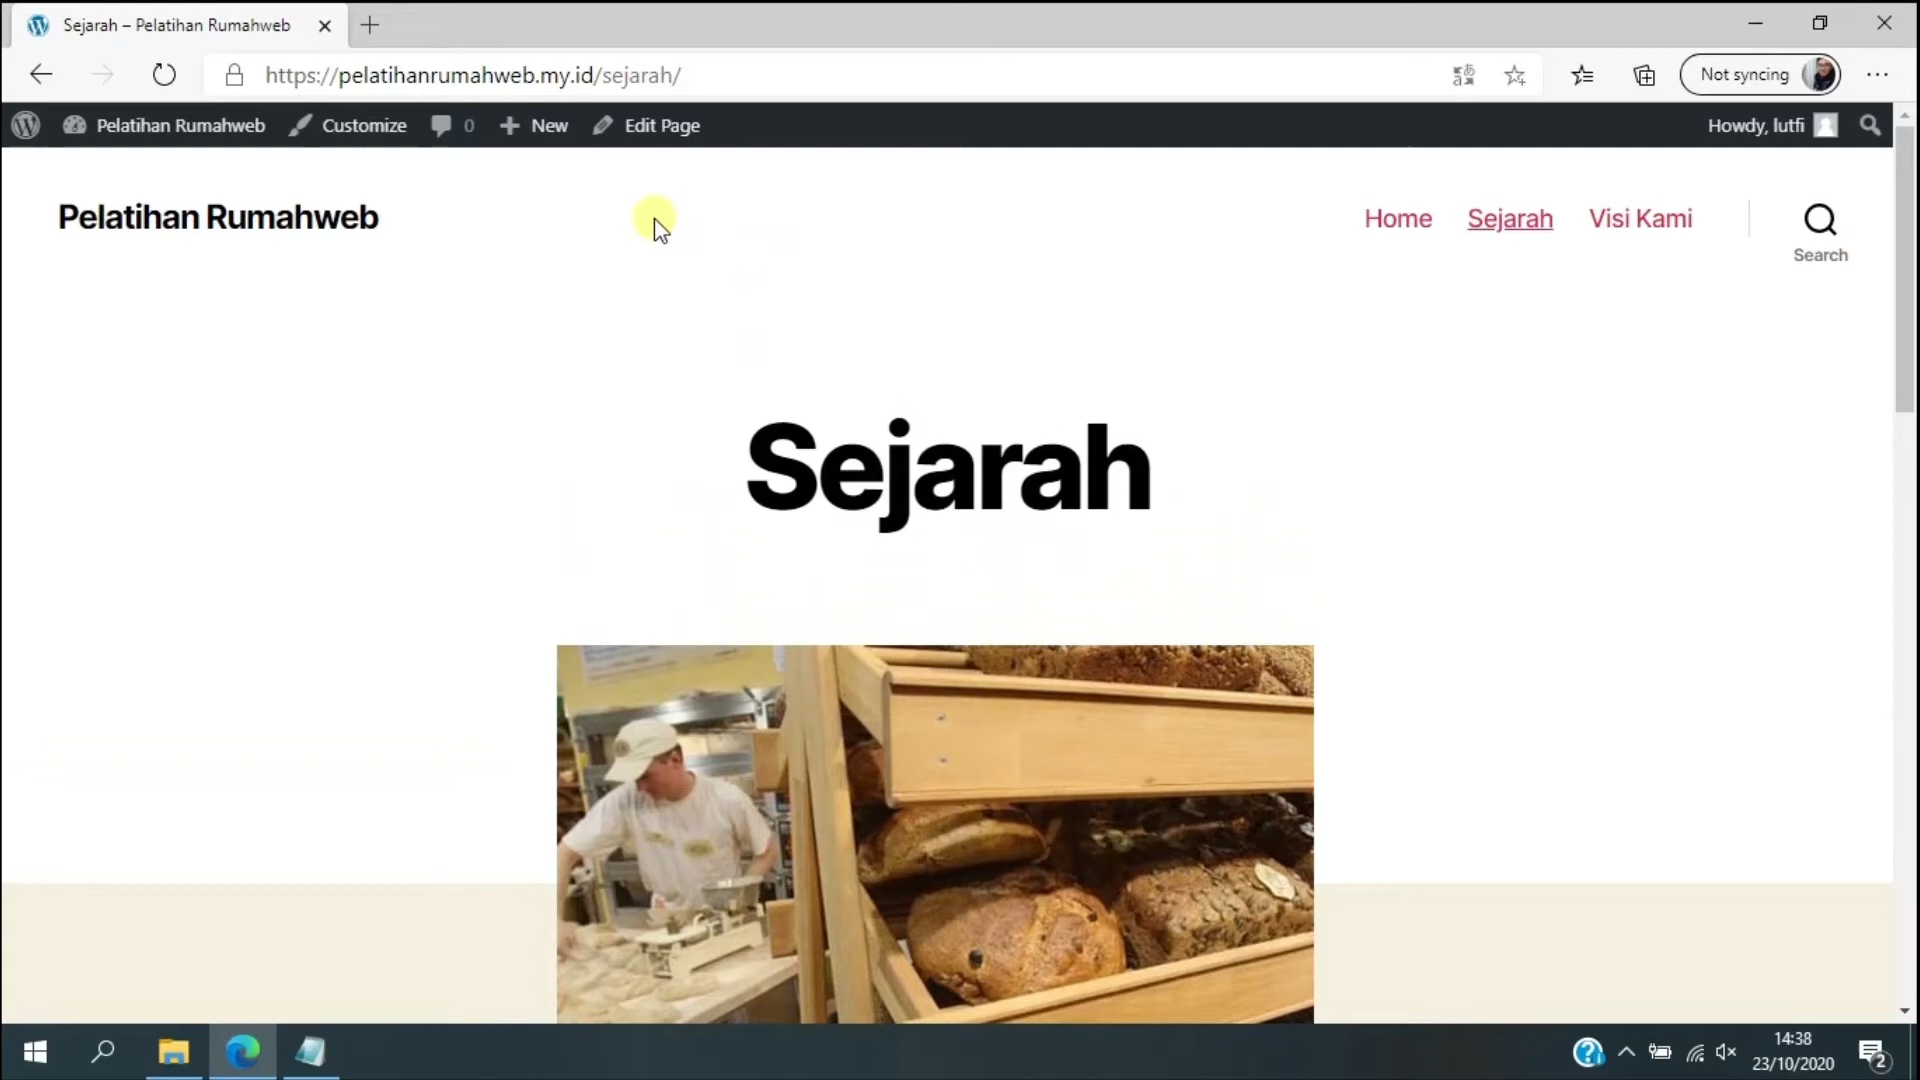 Sejarah – Pelatihan Rumahweb
https://pelatihanrumahweb.my.id/sejarah/
Not syncing
Pelatihan Rumahweb
Customize
0
New
Edit Page
Howdy, lutfi
Pelatihan Rumahweb
Home
Sejarah
Visi Kami
Search
Sejarah
14:38
23/10/2020
2